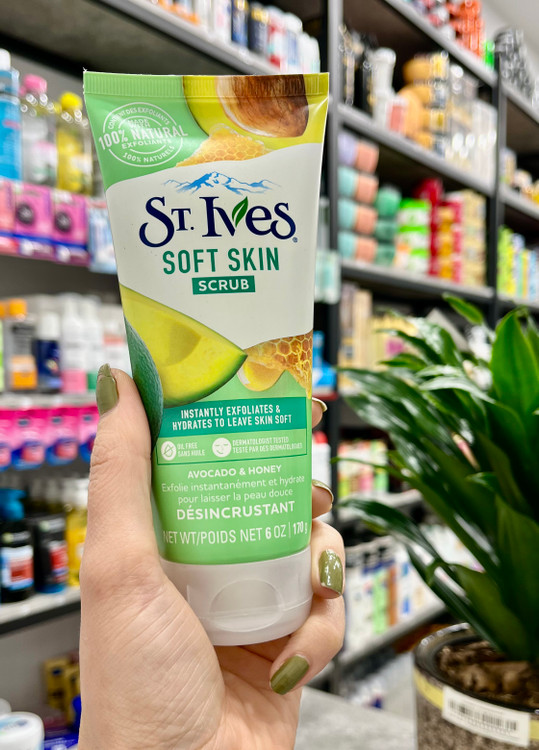 100% NATURAL
EXFOLIANTS
100% NATURELS
ST. IVES
SOFT SKIN
SCRUB
INSTANTLY EXFOLIATES &
HYDRATES TO LEAVE SKIN SOFT
OIL FREE
SANS HUILE
DERMATOLOGIST TESTED
TESTÉ PAR DES DERMATOLOGUES
AVOCADO & HONEY
Exfolie instantanément et hydrate
pour laisser la peau douce
DÉSINCRUSTANT
NET WT/POIDS NET 6 OZ | 170 g